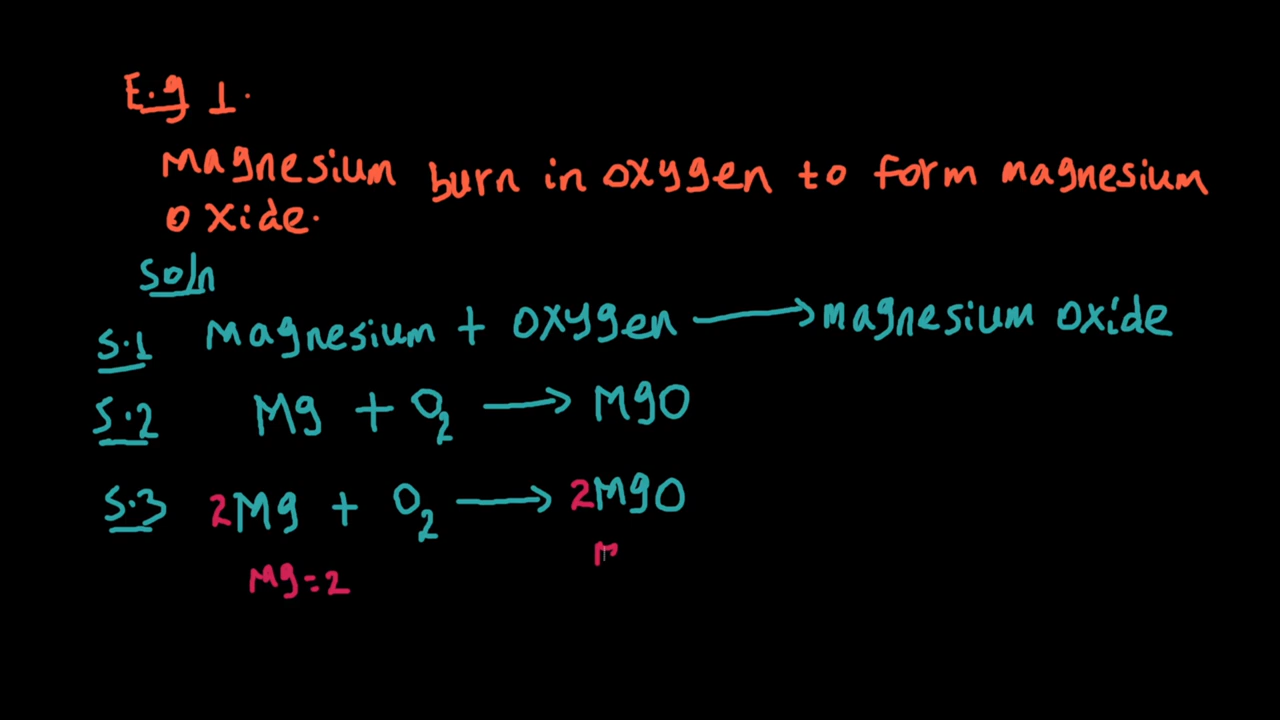 E.g 1.
Magnesium burn in oxygen to form magnesium
oxide.
Soln
S.1 Magnesium + oxygen → magnesium oxide
S.2 Mg + O₂ → MgO
S.3 2Mg + O₂ → 2MgO
Mg=2